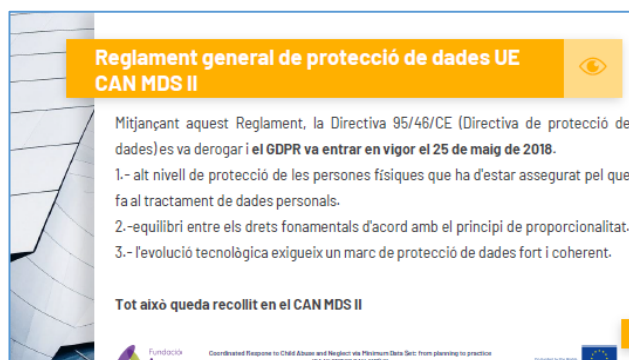 Reglament general de protecció de dades UE
CAN MDS II
Mitjançant aquest Reglament, la Directiva 95/46/CE (Directiva de protecció de
dades) es va derogar i el GDPR va entrar en vigor el 25 de maig de 2018.
1.- alt nivell de protecció de les persones físiques que ha d'estar assegurat pel que
fa al tractament de dades personals.
2.-equilibri entre els drets fonamentals d'acord amb el principi de proporcionalitat.
3.- l'evolució tecnològica exigueix un marc de protecció de dades fort i coherent.
Tot això queda recollit en el CAN MDS II
Fundació
Coordinated Response to Child Abuse and Neglect via Minimum Data Set: from planning to practice